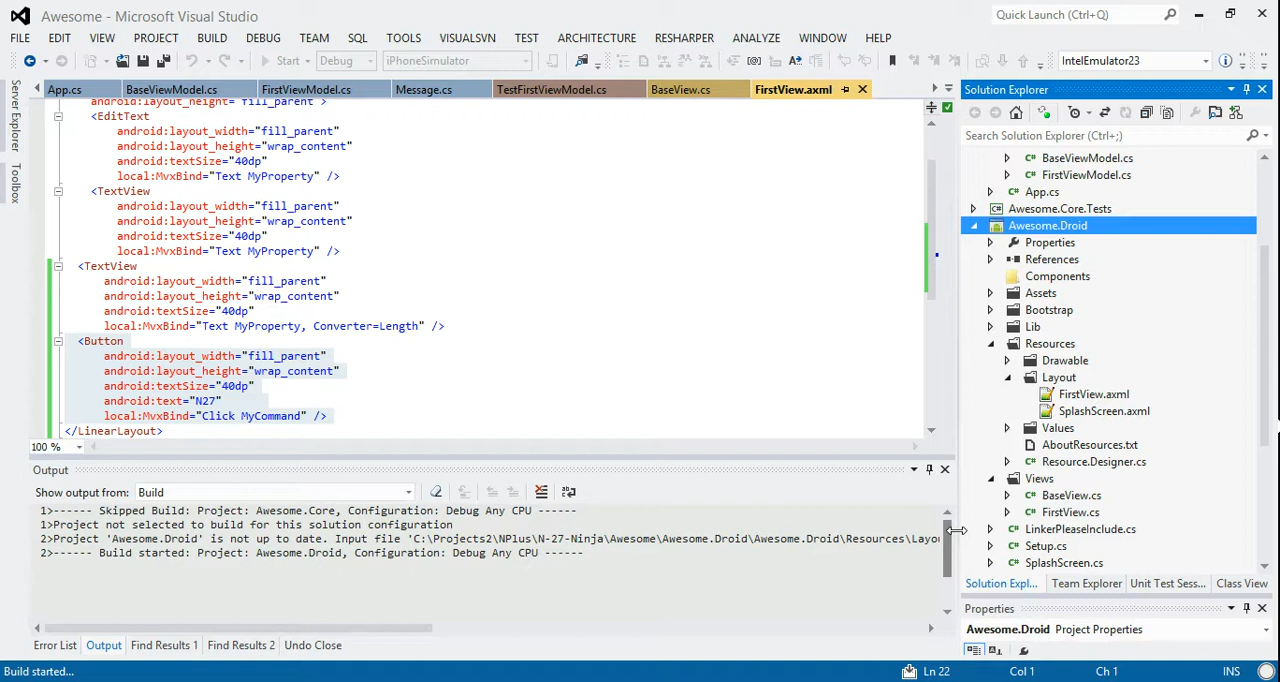 Awesome - Microsoft Visual Studio
Quick Launch (Ctrl+Q)
FILE EDIT VIEW PROJECT BUILD DEBUG TEAM SQL TOOLS VISUALSVN TEST ARCHITECTURE RESHARPER ANALYZE WINDOW HELP
Start Debug iPhoneSimulator IntelEmulator23
Server Explorer
Toolbox
App.cs BaseViewModel.cs FirstViewModel.cs Message.cs TestFirstViewModel.cs BaseView.cs FirstView.axml
android:layout_height="fill_parent">
<EditText
android:layout_width="fill_parent"
android:layout_height="wrap_content"
android:textSize="40dp"
local:MvxBind="Text MyProperty" />
<TextView
android:layout_width="fill_parent"
android:layout_height="wrap_content"
android:textSize="40dp"
local:MvxBind="Text MyProperty" />
<TextView
android:layout_width="fill_parent"
android:layout_height="wrap_content"
android:textSize="40dp"
local:MvxBind="Text MyProperty, Converter=Length" />
<Button
android:layout_width="fill_parent"
android:layout_height="wrap_content"
android:textSize="40dp"
android:text="N27"
local:MvxBind="Click MyCommand" />
</LinearLayout>
100 %
Output
Show output from: Build
1>------ Skipped Build: Project: Awesome.Core, Configuration: Debug Any CPU ------
1>Project not selected to build for this solution configuration
2>Project 'Awesome.Droid' is not up to date. Input file 'C:\Projects2\NPlus\N-27-Ninja\Awesome\Awesome.Droid\Awesome.Droid\Resources\Layou
2>------ Build started: Project: Awesome.Droid, Configuration: Debug Any CPU ------
Error List Output Find Results 1 Find Results 2 Undo Close
Solution Explorer
Search Solution Explorer (Ctrl+;)
BaseViewModel.cs
FirstViewModel.cs
App.cs
Awesome.Core.Tests
Awesome.Droid
Properties
References
Components
Assets
Bootstrap
Lib
Resources
Drawable
Layout
FirstView.axml
SplashScreen.axml
Values
AboutResources.txt
Resource.Designer.cs
Views
BaseView.cs
FirstView.cs
LinkerPleaseInclude.cs
Setup.cs
SplashScreen.cs
Solution Expl... Team Explorer Unit Test Sess... Class View
Properties
Awesome.Droid Project Properties
Build started... Ln 22 Col 1 Ch 1 INS